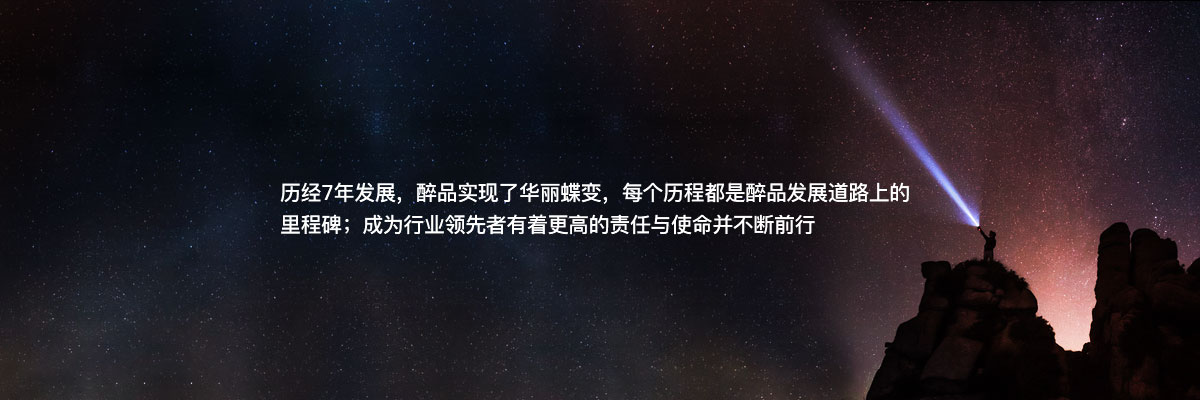 历经7年发展，醉品实现了华丽蝶变，每个历程都是醉品发展道路上的
里程碑；成为行业领先者有着更高的责任与使命并不断前行